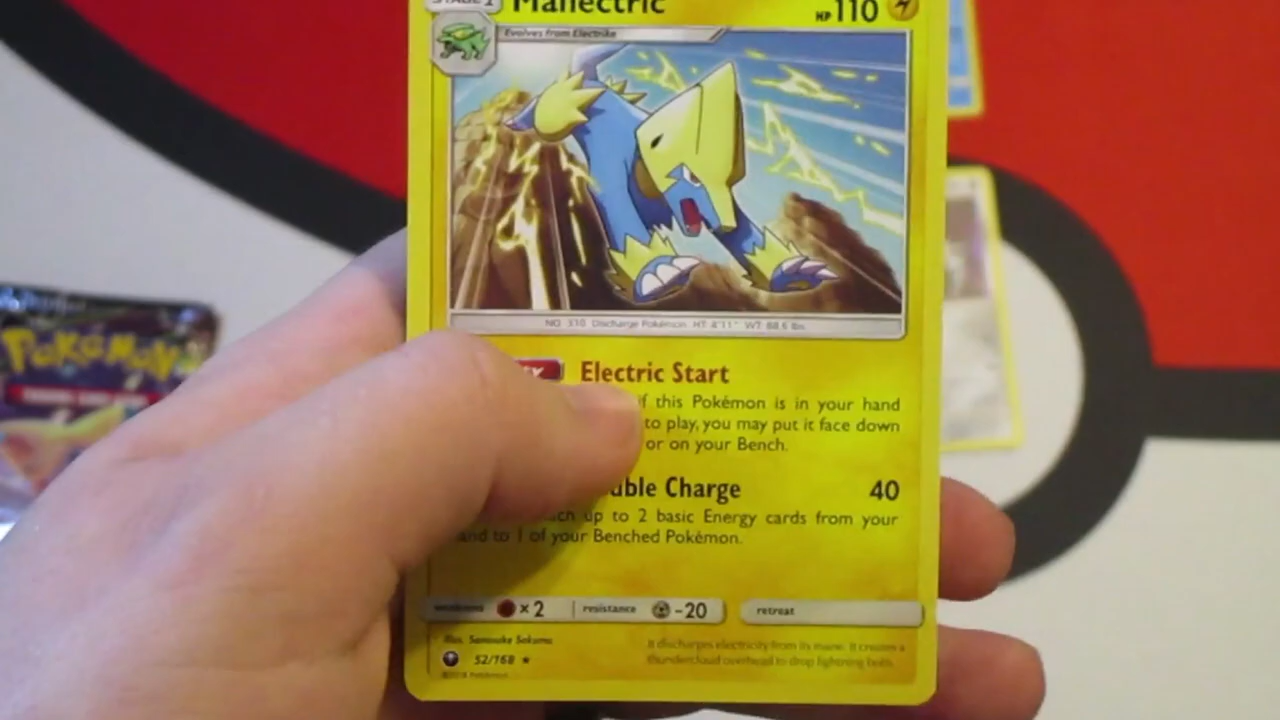 STAGE 1
Manectric
HP 110
Evolves from Electrike
NO. 310 Discharge Pokémon HT: 4'11" WT: 88.6 lbs.
Electric Start
if this Pokémon is in your hand
to play, you may put it face down
or on your Bench.
uble Charge 40
ach up to 2 basic Energy cards from your
and to 1 of your Benched Pokémon.
weakness ×2 resistance -20 retreat
Illus. Sanosuke Sakuma
52/168
It discharges electricity from its mane. It creates a
thundercloud overhead to drop lightning bolts.
©2018 Pokémon
POKéMON